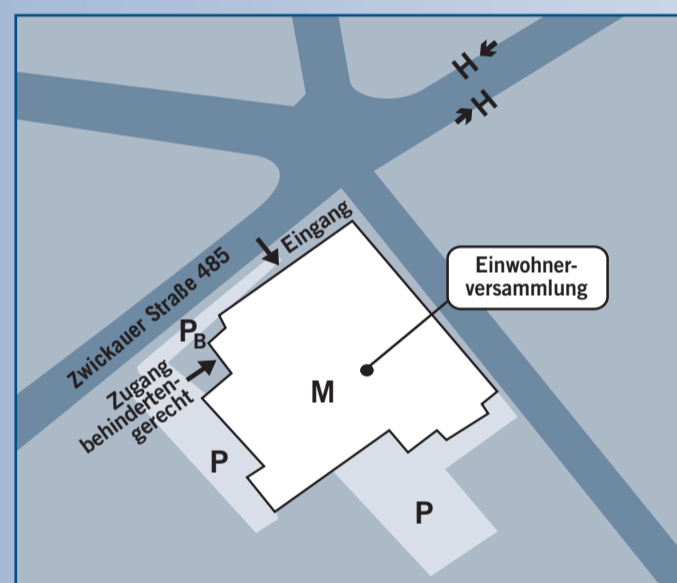 H
H
Eingang
Zwickauer Straße 485
Einwohner-
versammlung
PB
Zugang
behinderten-
gerecht
M
P
P